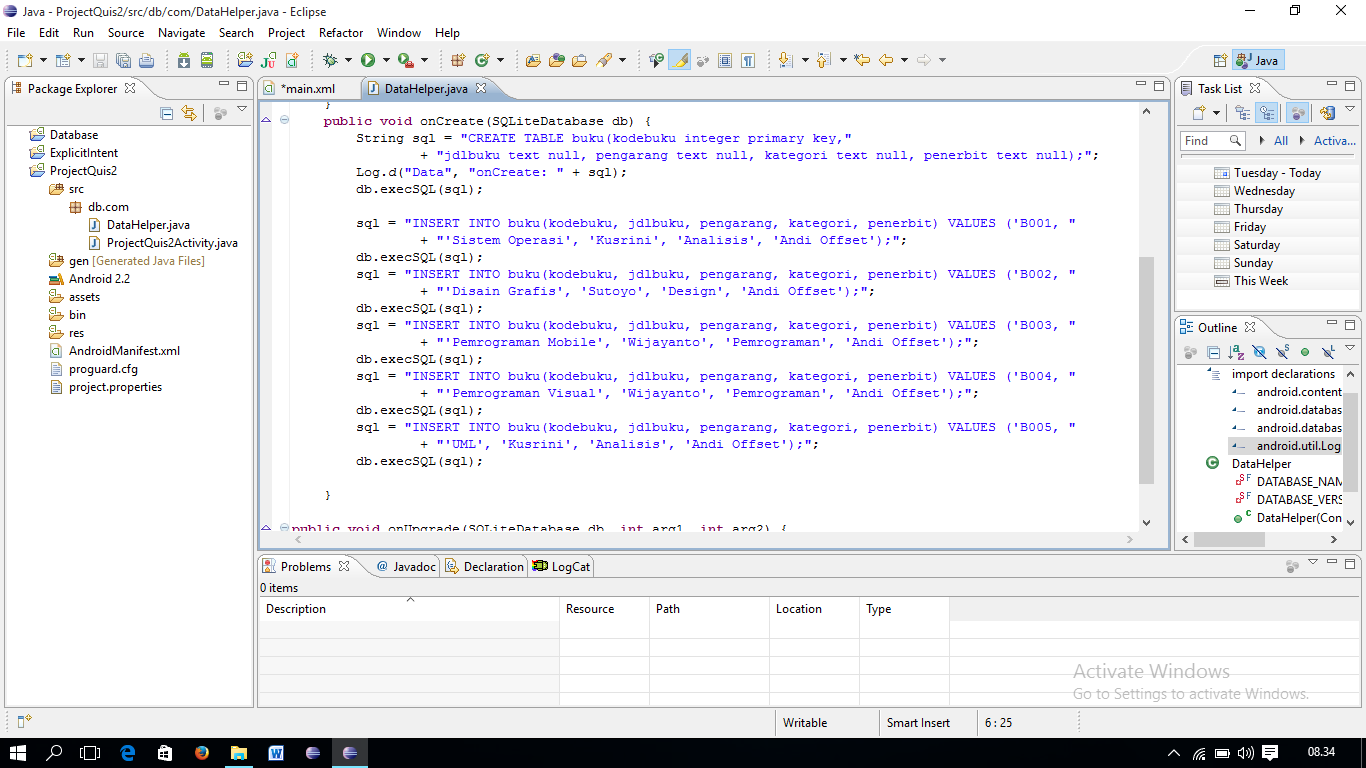 Java - ProjectQuis2/src/db/com/DataHelper.java - Eclipse
File Edit Run Source Navigate Search Project Refactor Window Help
Java
Package Explorer
Database
ExplicitIntent
ProjectQuis2
src
db.com
DataHelper.java
ProjectQuis2Activity.java
gen [Generated Java Files]
Android 2.2
assets
bin
res
AndroidManifest.xml
proguard.cfg
project.properties
*main.xml
DataHelper.java
}
public void onCreate(SQLiteDatabase db) {
String sql = "CREATE TABLE buku(kodebuku integer primary key,"
+ "jdlbuku text null, pengarang text null, kategori text null, penerbit text null);";
Log.d("Data", "onCreate: " + sql);
db.execSQL(sql);
sql = "INSERT INTO buku(kodebuku, jdlbuku, pengarang, kategori, penerbit) VALUES ('B001, "
+ "'Sistem Operasi', 'Kusrini', 'Analisis', 'Andi Offset');";
db.execSQL(sql);
sql = "INSERT INTO buku(kodebuku, jdlbuku, pengarang, kategori, penerbit) VALUES ('B002, "
+ "'Disain Grafis', 'Sutoyo', 'Design', 'Andi Offset');";
db.execSQL(sql);
sql = "INSERT INTO buku(kodebuku, jdlbuku, pengarang, kategori, penerbit) VALUES ('B003, "
+ "'Pemrograman Mobile', 'Wijayanto', 'Pemrograman', 'Andi Offset');";
db.execSQL(sql);
sql = "INSERT INTO buku(kodebuku, jdlbuku, pengarang, kategori, penerbit) VALUES ('B004, "
+ "'Pemrograman Visual', 'Wijayanto', 'Pemrograman', 'Andi Offset');";
db.execSQL(sql);
sql = "INSERT INTO buku(kodebuku, jdlbuku, pengarang, kategori, penerbit) VALUES ('B005, "
+ "'UML', 'Kusrini', 'Analisis', 'Andi Offset');";
db.execSQL(sql);
}
public void onUpgrade(SQLiteDatabase db, int arg1, int arg2) {
Task List
Find All Activa...
Tuesday - Today
Wednesday
Thursday
Friday
Saturday
Sunday
This Week
Outline
import declarations
android.content
android.databas
android.databas
android.util.Log
DataHelper
DATABASE_NAM
DATABASE_VERS
DataHelper(Con
Problems Javadoc Declaration LogCat
0 items
Description Resource Path Location Type
Activate Windows
Go to Settings to activate Windows.
Writable Smart Insert 6 : 25
08.34